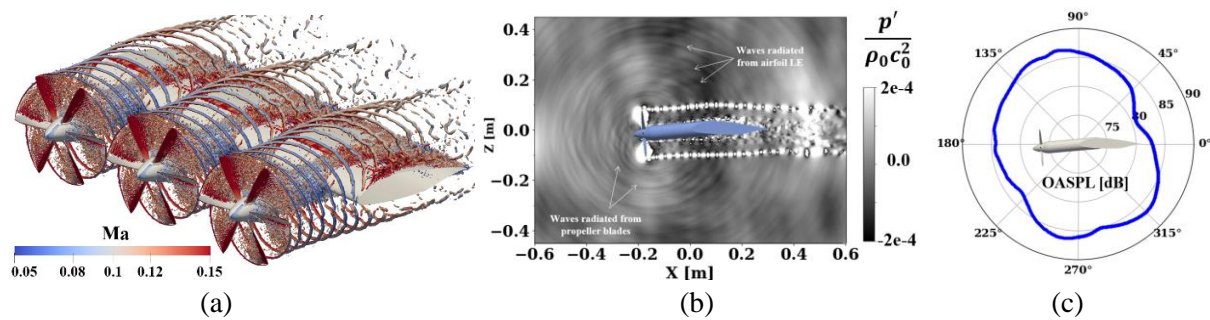 Ma
0.05 0.08 0.1 0.12 0.15
(a)
0.4
0.2
0.0
-0.2
-0.4
Z [m]
Waves radiated
from airfoil LE
Waves radiated from
propeller blades
-0.6 -0.4 -0.2 0.0 0.2 0.4 0.6
X [m]
p′
ρ₀c₀²
2e-4
0.0
-2e-4
(b)
90°
135° 45°
90
85
80
75
180° 0°
OASPL [dB]
225° 315°
270°
(c)